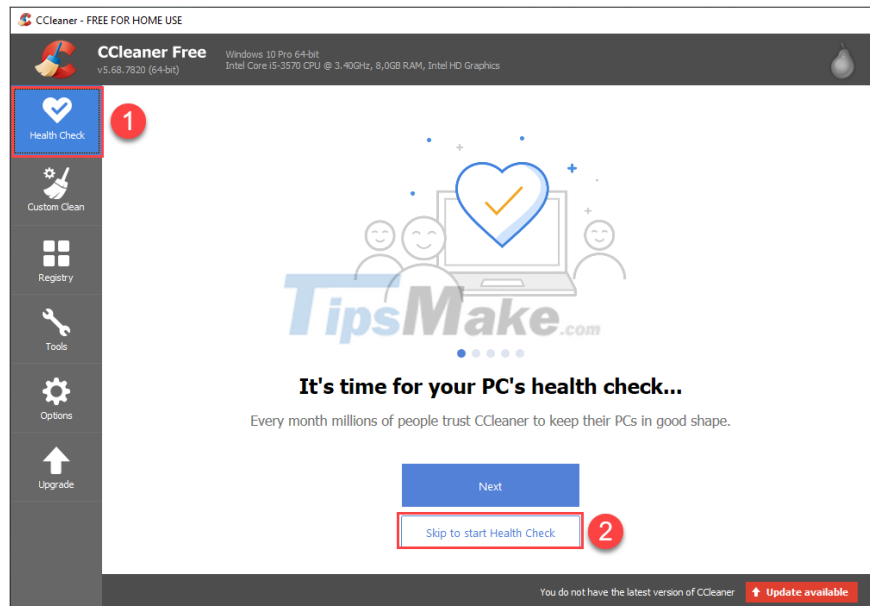 CCleaner - FREE FOR HOME USE
CCleaner Free
v5.68.7820 (64-bit)
Windows 10 Pro 64-bit
Intel Core i5-3570 CPU @ 3.40GHz, 8,0GB RAM, Intel HD Graphics
Health Check
1
Custom Clean
Registry
Tools
Options
Upgrade
TipsMake.com
It's time for your PC's health check...
Every month millions of people trust CCleaner to keep their PCs in good shape.
Next
Skip to start Health Check
2
You do not have the latest version of CCleaner
Update available